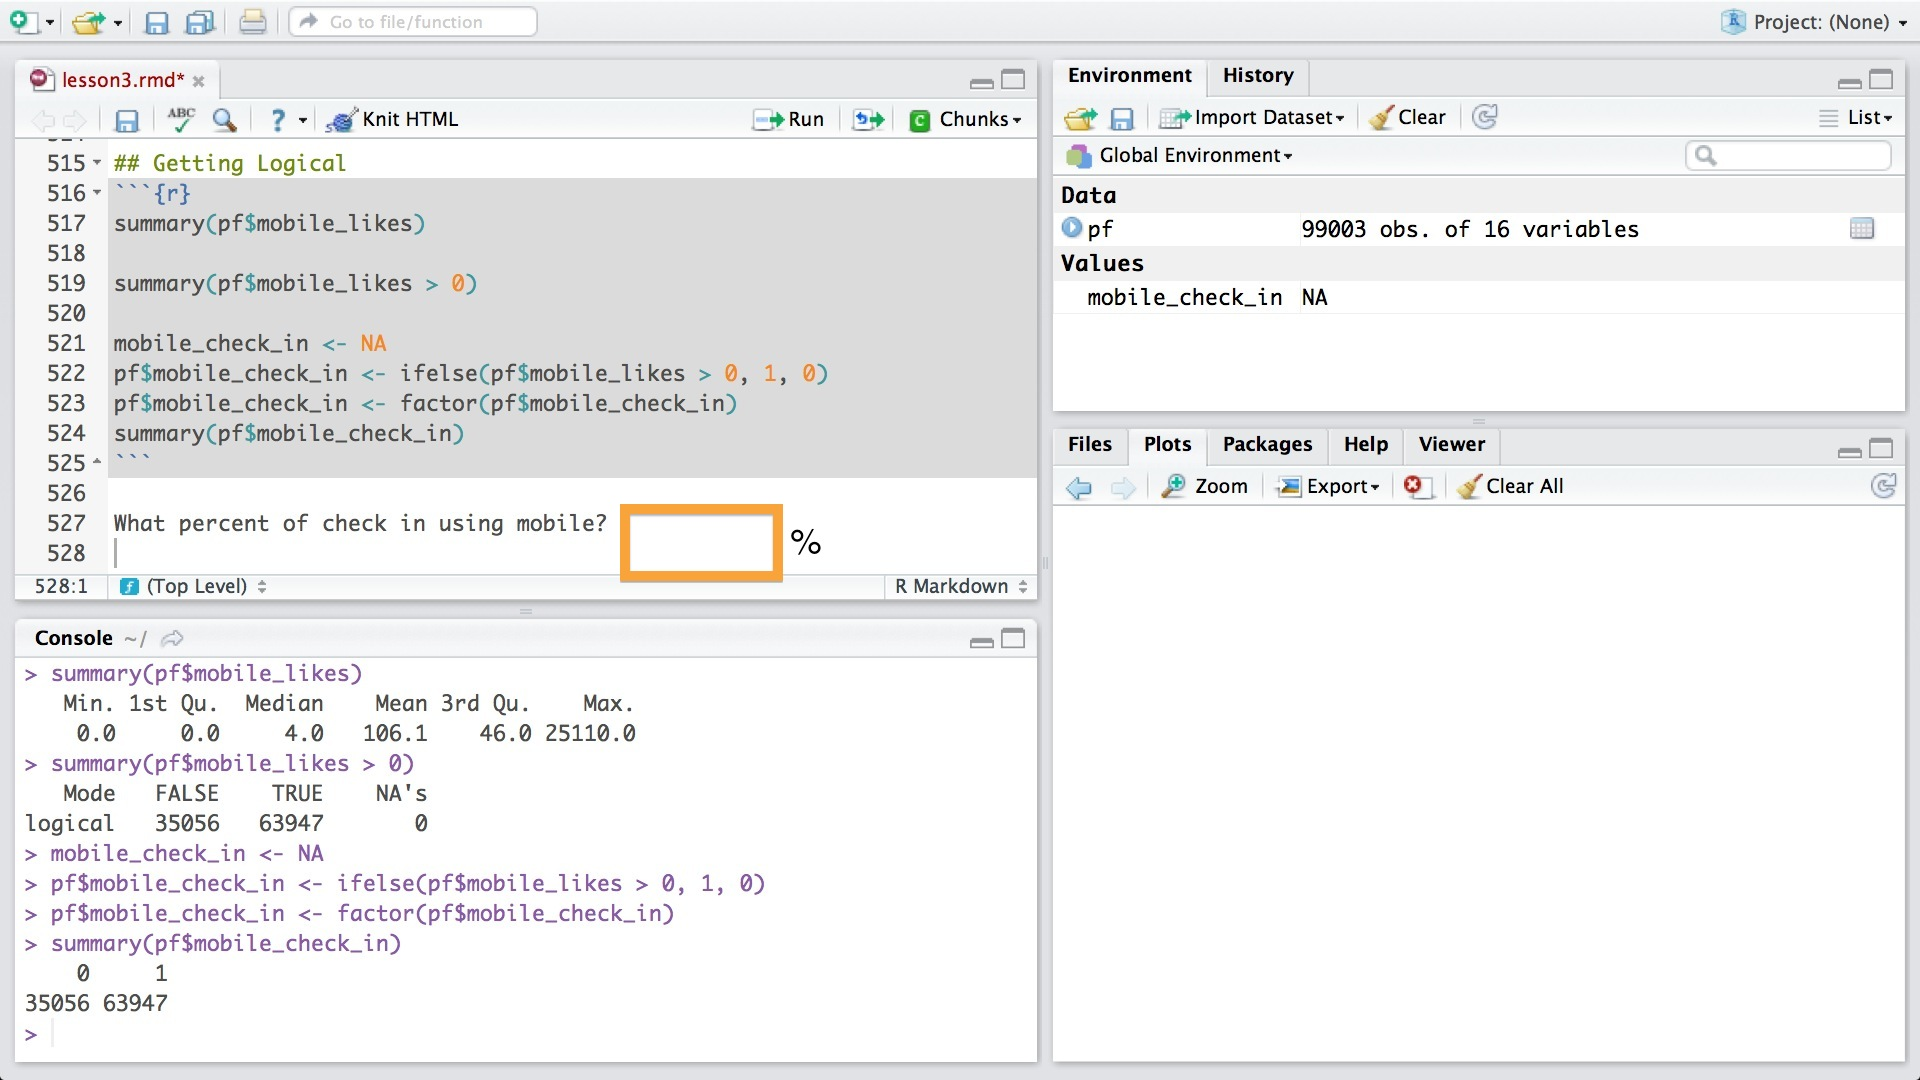 Go to file/function
Project: (None)
lesson3.rmd*
ABC
? Knit HTML
Run
Chunks
515 ## Getting Logical
516 ```{r}
517 summary(pf$mobile_likes)
518
519 summary(pf$mobile_likes > 0)
520
521 mobile_check_in <- NA
522 pf$mobile_check_in <- ifelse(pf$mobile_likes > 0, 1, 0)
523 pf$mobile_check_in <- factor(pf$mobile_check_in)
524 summary(pf$mobile_check_in)
525 ```
526
527 What percent of check in using mobile? %
528
528:1 (Top Level) R Markdown
Console ~/
> summary(pf$mobile_likes)
Min. 1st Qu. Median Mean 3rd Qu. Max.
0.0 0.0 4.0 106.1 46.0 25110.0
> summary(pf$mobile_likes > 0)
Mode FALSE TRUE NA's
logical 35056 63947 0
> mobile_check_in <- NA
> pf$mobile_check_in <- ifelse(pf$mobile_likes > 0, 1, 0)
> pf$mobile_check_in <- factor(pf$mobile_check_in)
> summary(pf$mobile_check_in)
0 1
35056 63947
>
Environment History
Import Dataset Clear List
Global Environment
Data
pf 99003 obs. of 16 variables
Values
mobile_check_in NA
Files Plots Packages Help Viewer
Zoom Export Clear All